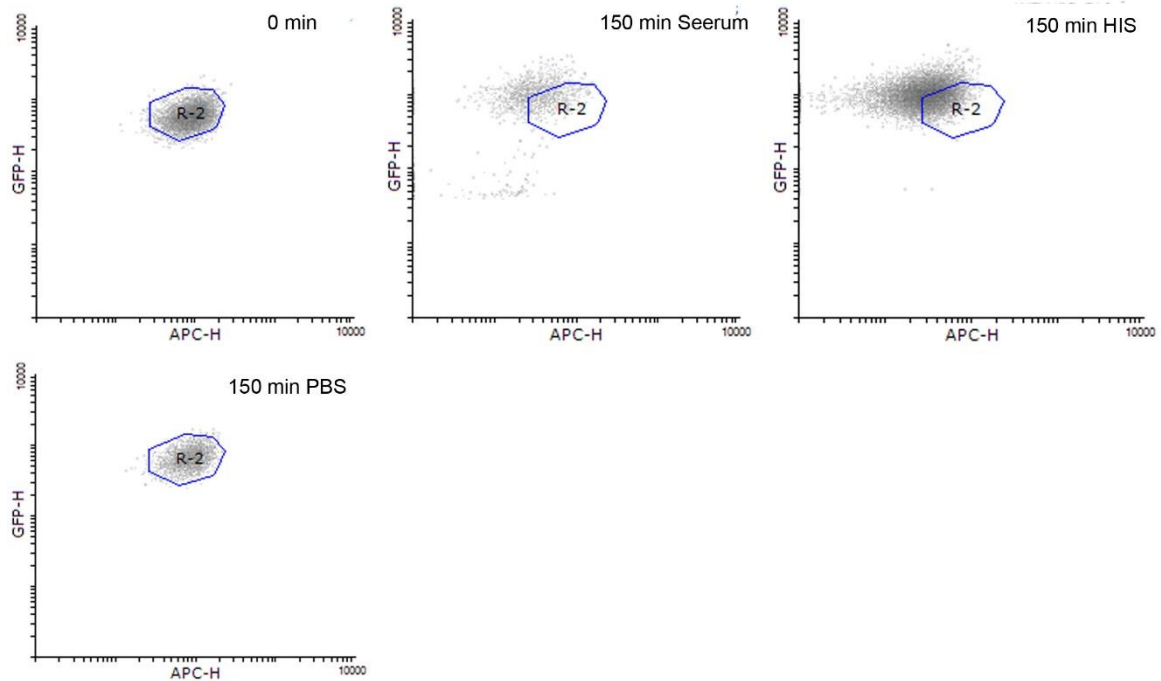 0 min
10000
GFP-H
R-2
APC-H
10000
150 min Seerum
10000
GFP-H
R-2
APC-H
10000
150 min HIS
10000
GFP-H
R-2
APC-H
10000
150 min PBS
10000
GFP-H
R-2
APC-H
10000